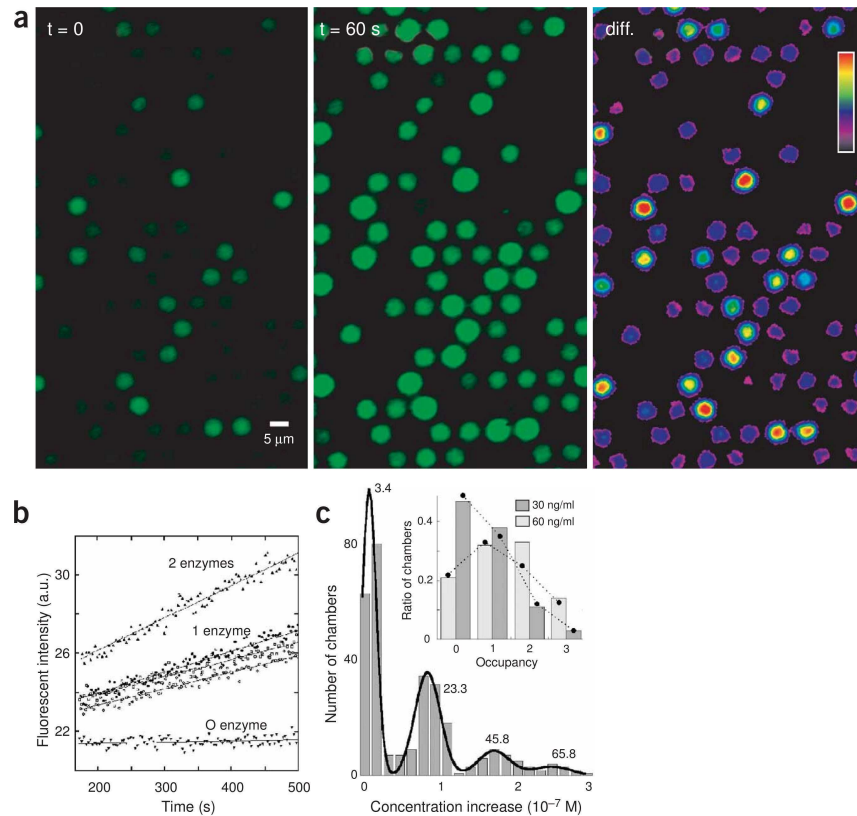 a
t = 0
t = 60 s
diff.
5 μm
b
2 enzymes
1 enzyme
O enzyme
30
26
22
Fluorescent intensity (a.u.)
200
300
400
500
Time (s)
c
3.4
23.3
45.8
65.8
80
40
0
Number of chambers
0
1
2
3
Concentration increase (10⁻⁷ M)
30 ng/ml
60 ng/ml
0.4
0.2
0
Ratio of chambers
0
1
2
3
Occupancy